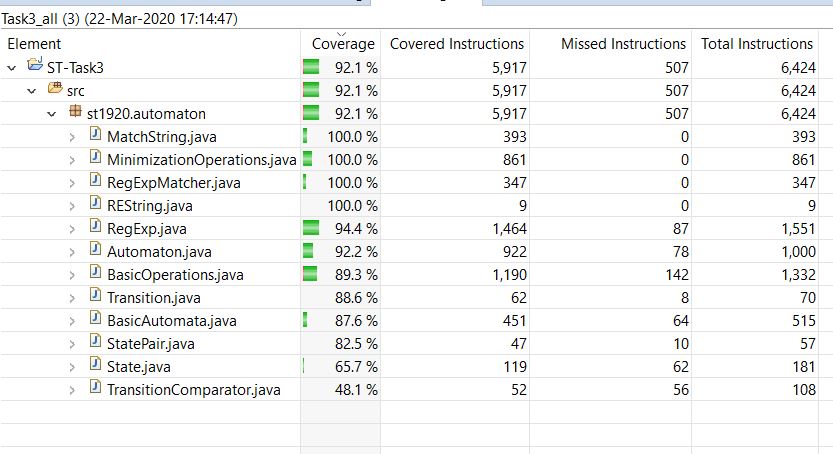 Task3_all (3) (22-Mar-2020 17:14:47)
Element Coverage Covered Instructions Missed Instructions Total Instructions
ST-Task3 92.1 % 5,917 507 6,424
src 92.1 % 5,917 507 6,424
st1920.automaton 92.1 % 5,917 507 6,424
MatchString.java 100.0 % 393 0 393
MinimizationOperations.java 100.0 % 861 0 861
RegExpMatcher.java 100.0 % 347 0 347
REString.java 100.0 % 9 0 9
RegExp.java 94.4 % 1,464 87 1,551
Automaton.java 92.2 % 922 78 1,000
BasicOperations.java 89.3 % 1,190 142 1,332
Transition.java 88.6 % 62 8 70
BasicAutomata.java 87.6 % 451 64 515
StatePair.java 82.5 % 47 10 57
State.java 65.7 % 119 62 181
TransitionComparator.java 48.1 % 52 56 108